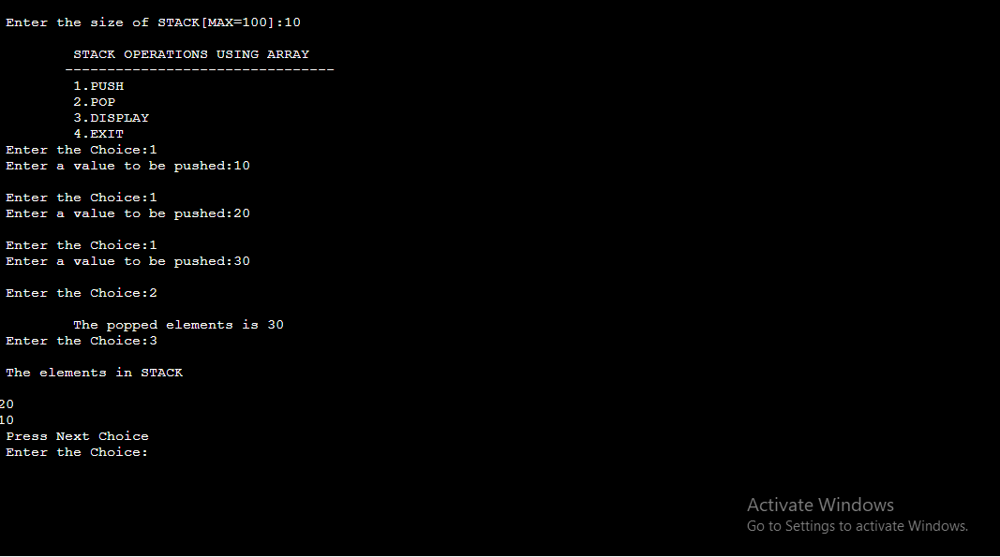 Enter the size of STACK[MAX=100]:10
STACK OPERATIONS USING ARRAY
--------------------------------
1.PUSH
2.POP
3.DISPLAY
4.EXIT
Enter the Choice:1
Enter a value to be pushed:10
Enter the Choice:1
Enter a value to be pushed:20
Enter the Choice:1
Enter a value to be pushed:30
Enter the Choice:2
The popped elements is 30
Enter the Choice:3
The elements in STACK
20
10
Press Next Choice
Enter the Choice:
Activate Windows
Go to Settings to activate Windows.